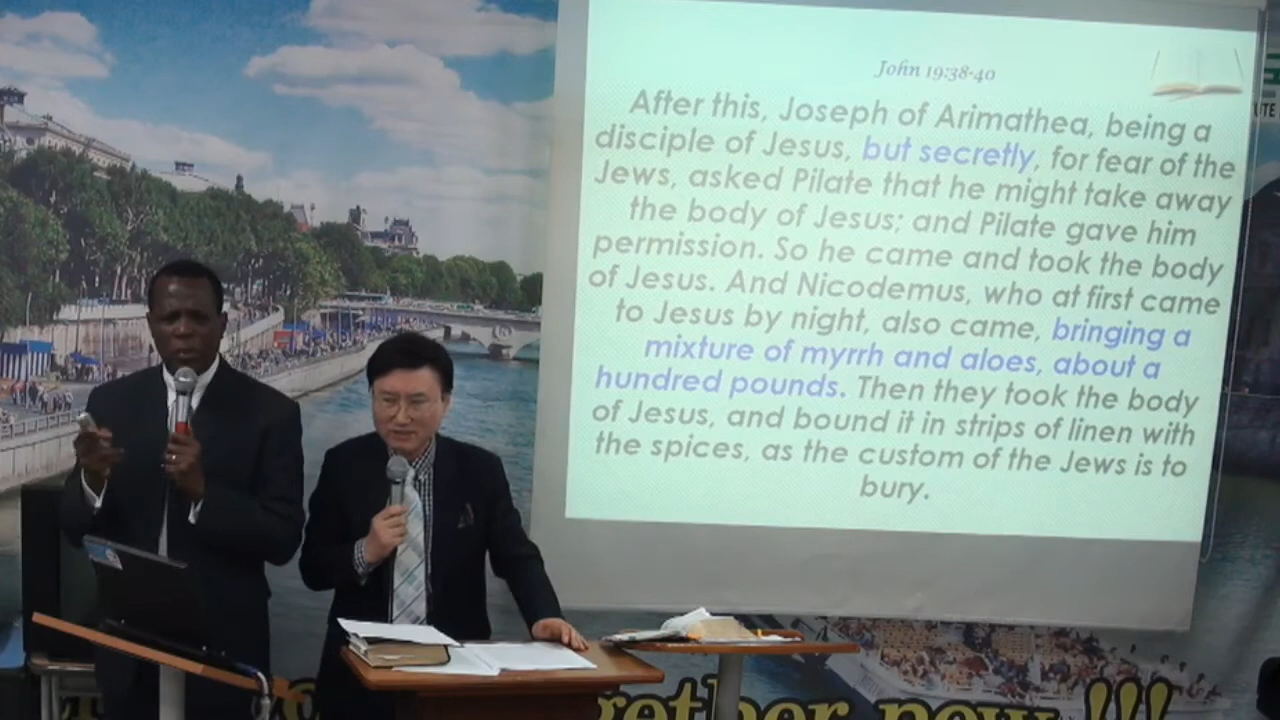 John 19:38-40
After this, Joseph of Arimathea, being a
disciple of Jesus, but secretly, for fear of the
Jews, asked Pilate that he might take away
the body of Jesus; and Pilate gave him
permission. So he came and took the body
of Jesus. And Nicodemus, who at first came
to Jesus by night, also came, bringing a
mixture of myrrh and aloes, about a
hundred pounds. Then they took the body
of Jesus, and bound it in strips of linen with
the spices, as the custom of the Jews is to
bury.